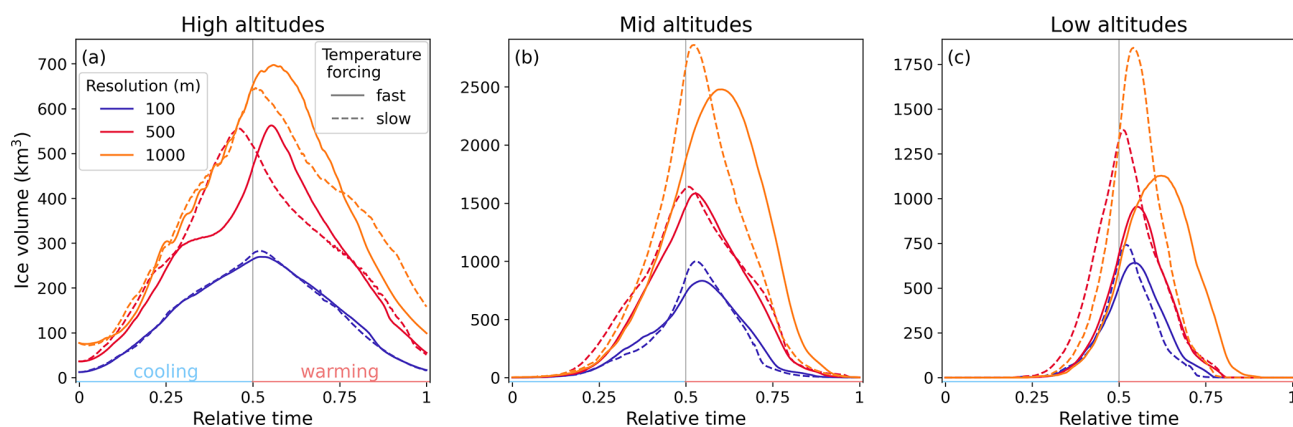 High altitudes
Mid altitudes
Low altitudes
(a)
Temperature
forcing
fast
slow
Resolution (m)
100
500
1000
(b)
(c)
Ice volume (km³)
700
600
500
400
300
200
100
0
cooling
warming
0
0.25
0.5
0.75
1
Relative time
2500
2000
1500
1000
500
0
0
0.25
0.5
0.75
1
Relative time
1750
1500
1250
1000
750
500
250
0
0
0.25
0.5
0.75
1
Relative time